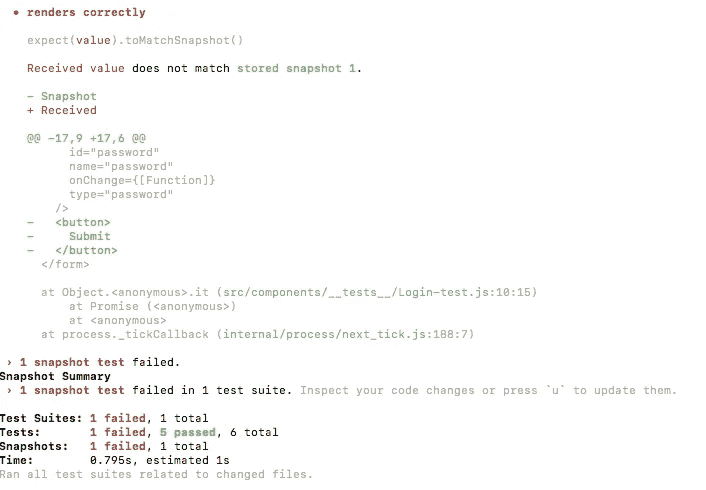 ● renders correctly
expect(value).toMatchSnapshot()
Received value does not match stored snapshot 1.
- Snapshot
+ Received
@@ -17,9 +17,6 @@
id="password"
name="password"
onChange={[Function]}
type="password"
/>
- <button>
- Submit
- </button>
</form>
at Object.<anonymous>.it (src/components/__tests__/Login-test.js:10:15)
at Promise (<anonymous>)
at <anonymous>
at process._tickCallback (internal/process/next_tick.js:188:7)
› 1 snapshot test failed.
Snapshot Summary
› 1 snapshot test failed in 1 test suite. Inspect your code changes or press `u` to update them.
Test Suites: 1 failed, 1 total
Tests: 1 failed, 5 passed, 6 total
Snapshots: 1 failed, 1 total
Time: 0.795s, estimated 1s
Ran all test suites related to changed files.